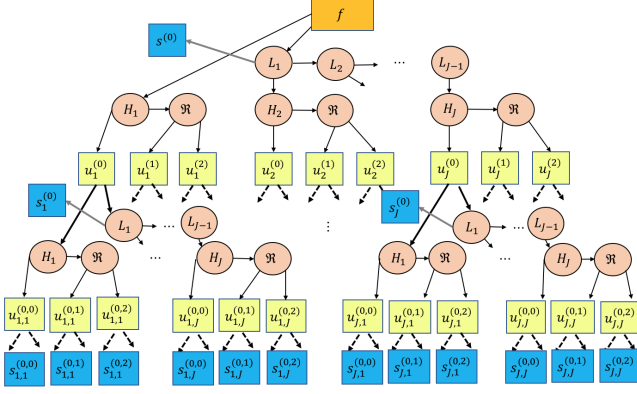 f
s^{(0)}
L_1 L_2 ... L_{J-1}
H_1 ℜ H_2 ℜ H_J ℜ
u_1^{(0)} u_1^{(1)} u_1^{(2)} u_2^{(0)} u_2^{(1)} u_2^{(2)} u_J^{(0)} u_J^{(1)} u_J^{(2)}
s_1^{(0)} s_J^{(0)}
L_1 ... L_{J-1} ⋮ L_1 ... L_{J-1}
H_1 ℜ ... H_J ℜ H_1 ℜ ... H_J ℜ
u_{1,1}^{(0,0)} u_{1,1}^{(0,1)} u_{1,1}^{(0,2)} u_{1,J}^{(0,0)} u_{1,J}^{(0,1)} u_{1,J}^{(0,2)} u_{J,1}^{(0,0)} u_{J,1}^{(0,1)} u_{J,1}^{(0,2)} u_{J,J}^{(0,0)} u_{J,J}^{(0,1)} u_{J,J}^{(0,2)}
s_{1,1}^{(0,0)} s_{1,1}^{(0,1)} s_{1,1}^{(0,2)} s_{1,J}^{(0,0)} s_{1,J}^{(0,1)} s_{1,J}^{(0,2)} s_{J,1}^{(0,0)} s_{J,1}^{(0,1)} s_{J,1}^{(0,2)} s_{J,J}^{(0,0)} s_{J,J}^{(0,1)} s_{J,J}^{(0,2)}